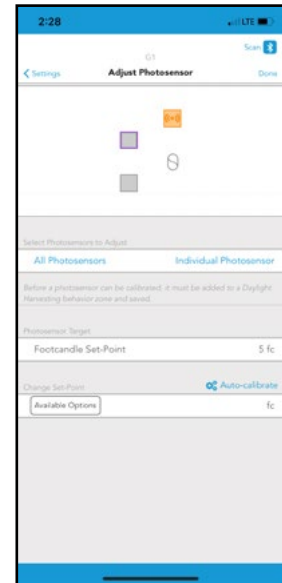 2:28
LTE
Scan
G1
Settings
Adjust Photosensor
Done
Select Photosensors to Adjust
All Photosensors
Individual Photosensor
Before a photosensor can be calibrated, it must be added to a Daylight
Harvesting behavior zone and saved.
Photosensor Target
Footcandle Set-Point
5 fc
Change Set-Point
Auto-calibrate
Available Options
fc